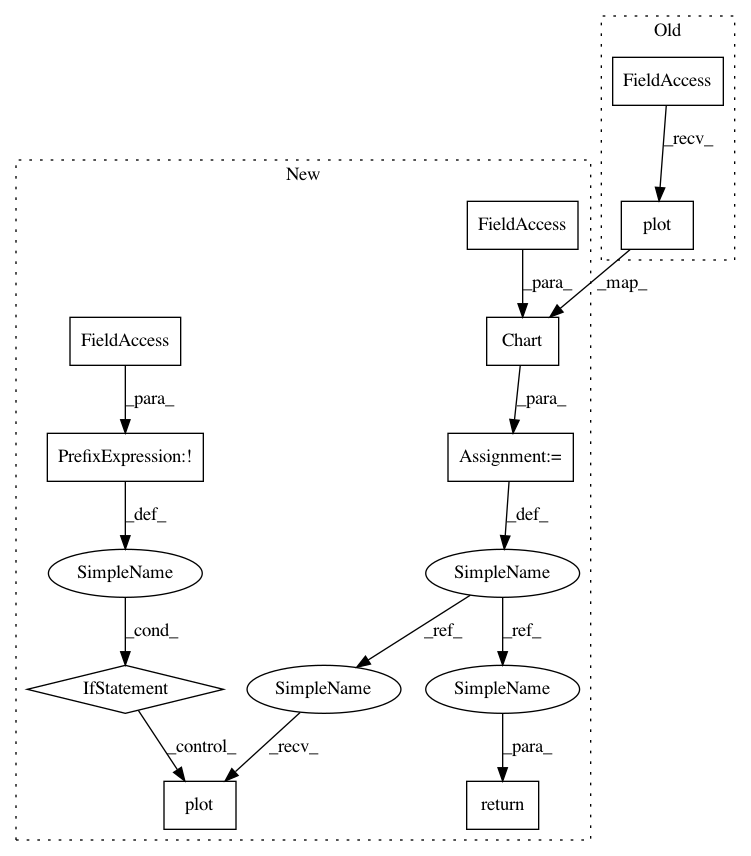 Old
FieldAccess
_recv_
New
FieldAccess
plot
_para_
_map_
FieldAccess
Chart
_para_
_para_
PrefixExpression:!
Assignment:=
_def_
_def_
SimpleName
SimpleName
_cond_
_ref_
_ref_
IfStatement
SimpleName
SimpleName
_control_
_recv_
_para_
plot
return